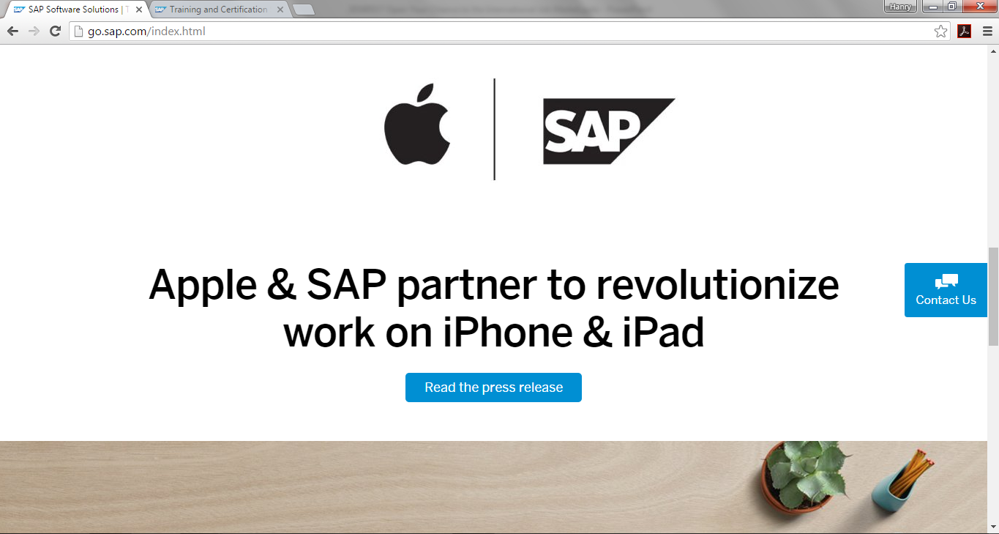 SAP Software Solutions | T
Training and Certification
Hanry
go.sap.com/index.html
SAP
Apple & SAP partner to revolutionize
work on iPhone & iPad
Contact Us
Read the press release